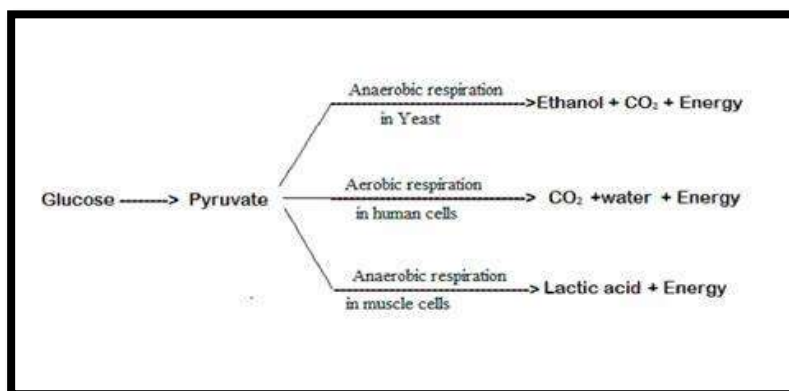 Anaerobic respiration
in Yeast
Ethanol + CO₂ + Energy
Glucose -------> Pyruvate
Aerobic respiration
in human cells
CO₂ +water + Energy
Anaerobic respiration
in muscle cells
Lactic acid + Energy